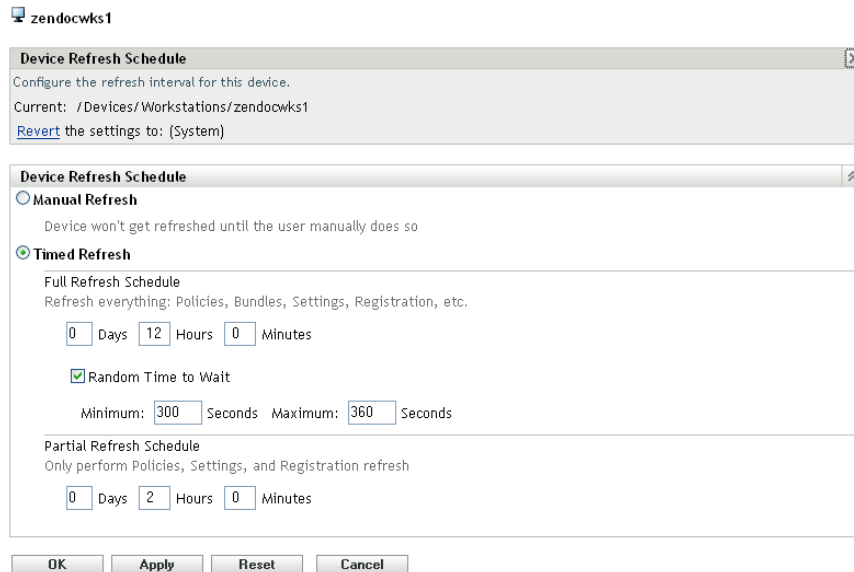 zendocwks1
Device Refresh Schedule
Configure the refresh interval for this device.
Current: /Devices/Workstations/zendocwks1
Revert the settings to: (System)
Device Refresh Schedule
Manual Refresh
Device won't get refreshed until the user manually does so
Timed Refresh
Full Refresh Schedule
Refresh everything: Policies, Bundles, Settings, Registration, etc.
0 Days 12 Hours 0 Minutes
Random Time to Wait
Minimum: 300 Seconds Maximum: 360 Seconds
Partial Refresh Schedule
Only perform Policies, Settings, and Registration refresh
0 Days 2 Hours 0 Minutes
OK Apply Reset Cancel